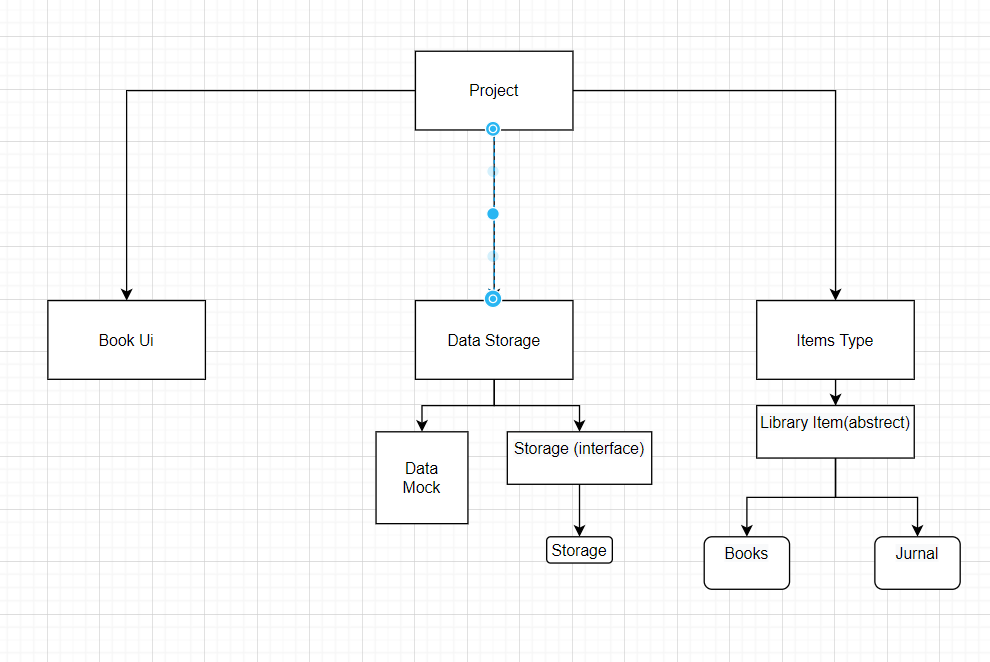 Project
Book Ui
Data Storage
Items Type
Library Item(abstrect)
Storage (interface)
Data
Mock
Storage
Books
Jurnal